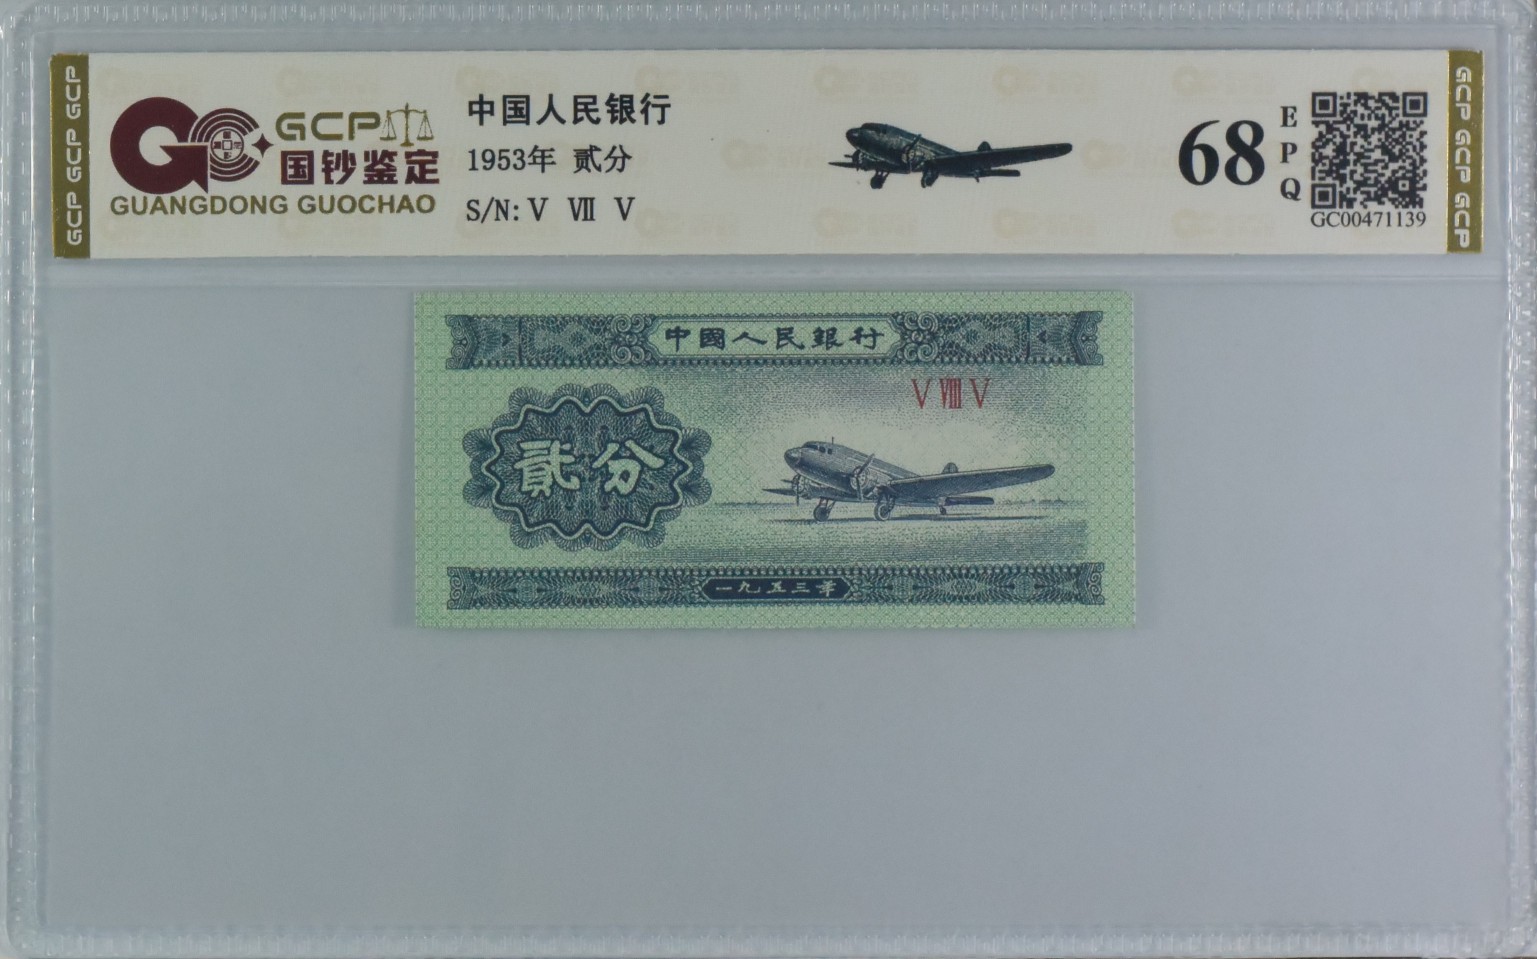 GCP GCP GCP
GCP
国钞鉴定
GUANGDONG GUOCHAO
中国人民银行
1953年 贰分
S/N: Ⅴ Ⅶ Ⅴ
68
EPQ
GC00471139
GCP GCP GCP
中國人民銀行
Ⅴ Ⅷ Ⅴ
貳分
一九五三年